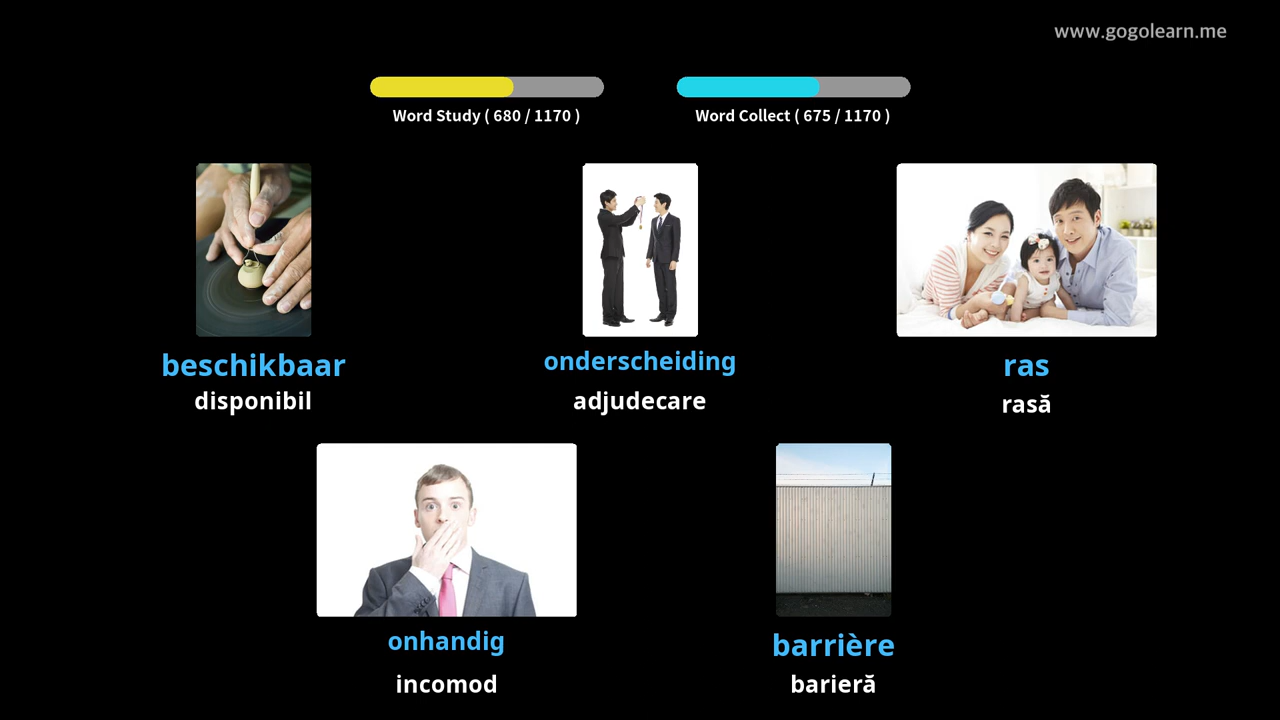 www.gogolearn.me
Word Study ( 680 / 1170 )
Word Collect ( 675 / 1170 )
beschikbaar
disponibil
onderscheiding
adjudecare
ras
rasă
onhandig
incomod
barrière
barieră